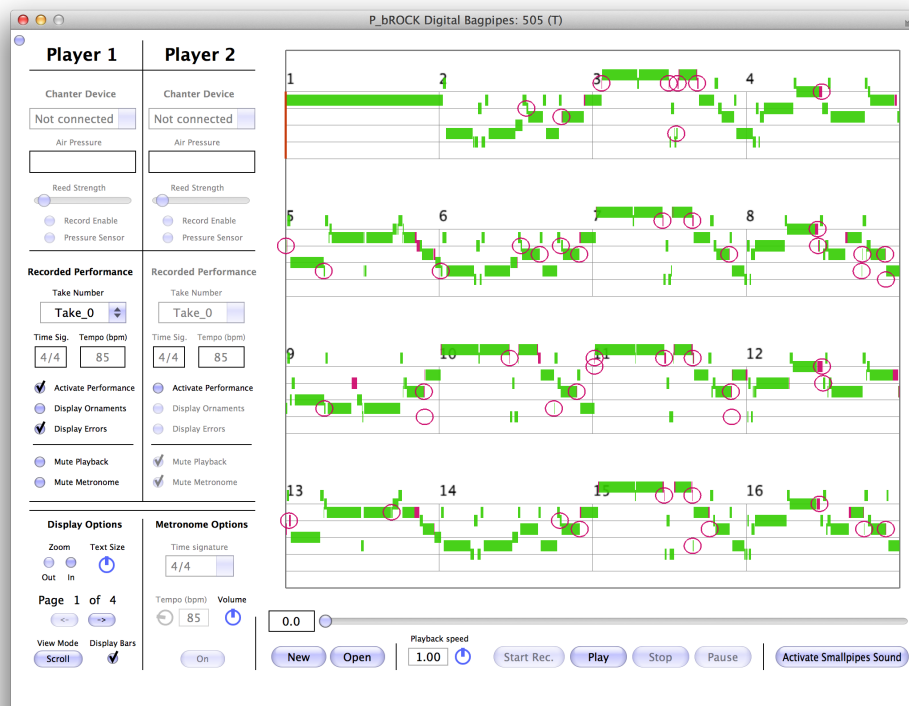 P_bROCK Digital Bagpipes: 505 (T)
Player 1
Chanter Device
Not connected
Air Pressure
Reed Strength
Record Enable
Pressure Sensor
Recorded Performance
Take Number
Take_0
Time Sig. Tempo (bpm)
4/4 85
Activate Performance
Display Ornaments
Display Errors
Mute Playback
Mute Metronome
Player 2
Chanter Device
Not connected
Air Pressure
Reed Strength
Record Enable
Pressure Sensor
Recorded Performance
Take Number
Take_0
Time Sig. Tempo (bpm)
4/4 85
Activate Performance
Display Ornaments
Display Errors
Mute Playback
Mute Metronome
Display Options
Zoom Text Size
Out In
Page 1 of 4
<- ->
View Mode Display Bars
Scroll
Metronome Options
Time signature
4/4
Tempo (bpm) Volume
85
On
1 2 3 4
5 6 7 8
9 10 11 12
13 14 15 16
0.0
Playback speed
New Open 1.00 Start Rec. Play Stop Pause Activate Smallpipes Sound